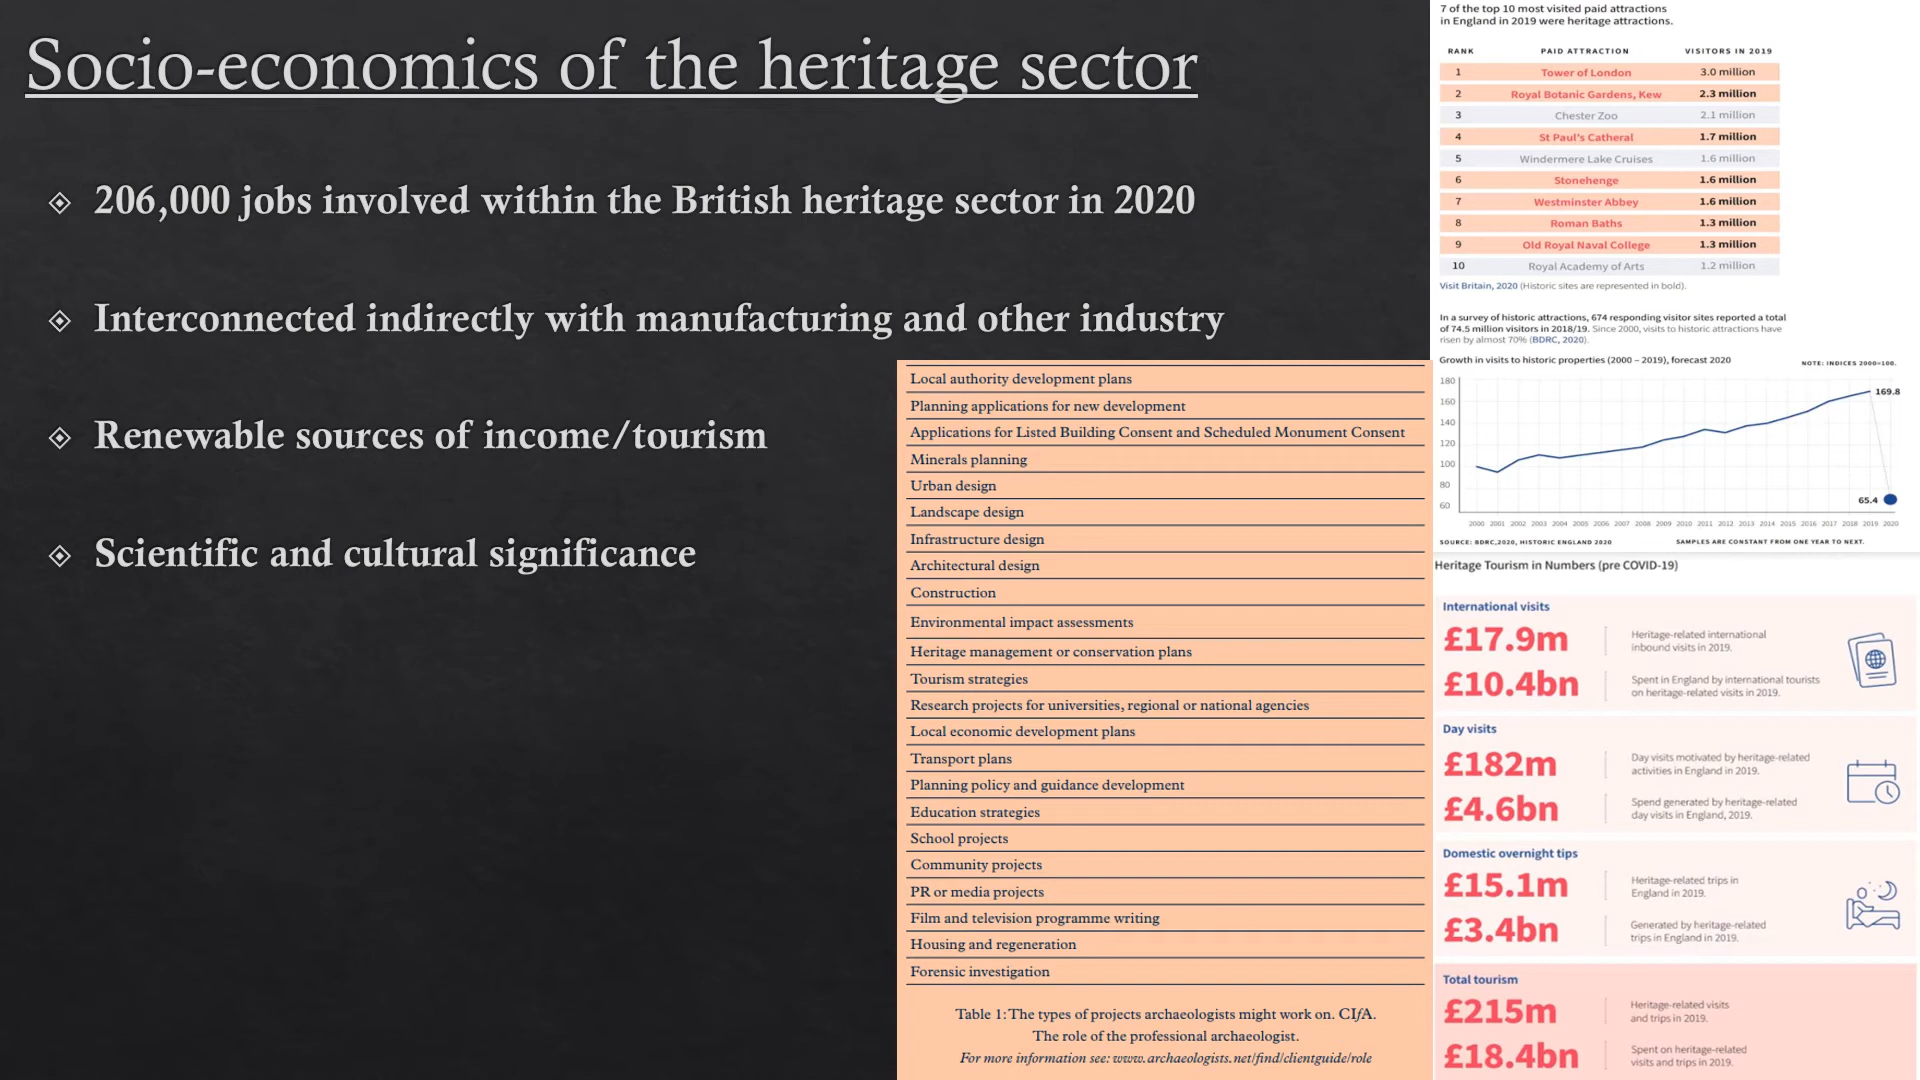 Socio-economics of the heritage sector
206,000 jobs involved within the British heritage sector in 2020
Interconnected indirectly with manufacturing and other industry
Renewable sources of income/tourism
Scientific and cultural significance
Local authority development plans
Planning applications for new development
Applications for Listed Building Consent and Scheduled Monument Consent
Minerals planning
Urban design
Landscape design
Infrastructure design
Architectural design
Construction
Environmental impact assessments
Heritage management or conservation plans
Tourism strategies
Research projects for universities, regional or national agencies
Local economic development plans
Transport plans
Planning policy and guidance development
Education strategies
School projects
Community projects
PR or media projects
Film and television programme writing
Housing and regeneration
Forensic investigation
Table 1: The types of projects archaeologists might work on. CIfA.
The role of the professional archaeologist.
For more information see: www.archaeologists.net/find/clientguide/role
7 of the top 10 most visited paid attractions
in England in 2019 were heritage attractions.
RANK PAID ATTRACTION VISITORS IN 2019
1 Tower of London 3.0 million
2 Royal Botanic Gardens, Kew 2.3 million
3 Chester Zoo 2.1 million
4 St Paul's Catheral 1.7 million
5 Windermere Lake Cruises 1.6 million
6 Stonehenge 1.6 million
7 Westminster Abbey 1.6 million
8 Roman Baths 1.3 million
9 Old Royal Naval College 1.3 million
10 Royal Academy of Arts 1.2 million
Visit Britain, 2020 (Historic sites are represented in bold).
In a survey of historic attractions, 674 responding visitor sites reported a total
of 74.5 million visitors in 2018/19. Since 2000, visits to historic attractions have
risen by almost 70% (BDRC, 2020).
Growth in visits to historic properties (2000 – 2019), forecast 2020
NOTE: INDICES 2000=100.
180
160
140
120
100
80
60
169.8
65.4
2000 2001 2002 2003 2004 2005 2006 2007 2008 2009 2010 2011 2012 2013 2014 2015 2016 2017 2018 2019 2020
SOURCE: BDRC,2020, HISTORIC ENGLAND 2020 SAMPLES ARE CONSTANT FROM ONE YEAR TO NEXT.
Heritage Tourism in Numbers (pre COVID-19)
International visits
£17.9m
Heritage-related international
inbound visits in 2019.
£10.4bn
Spent in England by international tourists
on heritage-related visits in 2019.
Day visits
£182m
Day visits motivated by heritage-related
activities in England in 2019.
£4.6bn
Spend generated by heritage-related
day visits in England, 2019.
Domestic overnight tips
£15.1m
Heritage-related trips in
England in 2019.
£3.4bn
Generated by heritage-related
trips in England in 2019.
Total tourism
£215m
Heritage-related visits
and trips in 2019.
£18.4bn
Spent on heritage-related
visits and trips in 2019.